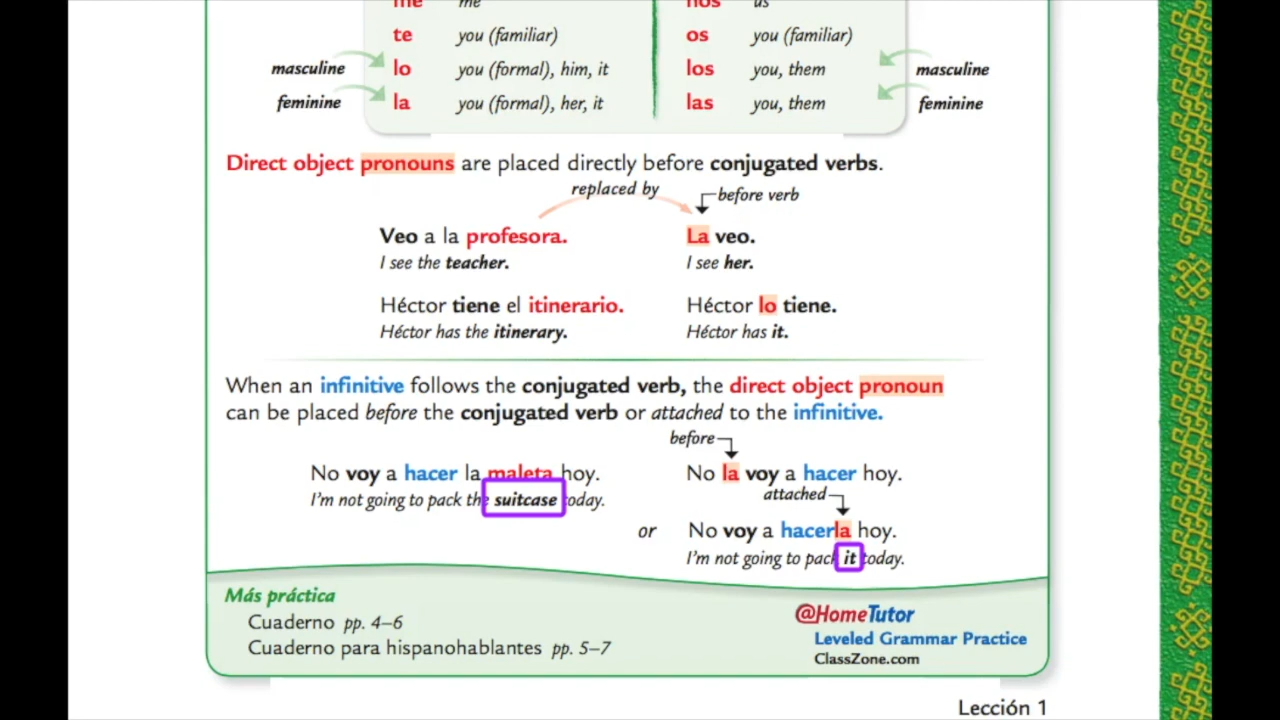 me me nos us
te you (familiar) os you (familiar)
masculine lo you (formal), him, it los you, them masculine
feminine la you (formal), her, it las you, them feminine
Direct object pronouns are placed directly before conjugated verbs.
replaced by before verb
Veo a la profesora. La veo.
I see the teacher. I see her.
Héctor tiene el itinerario. Héctor lo tiene.
Héctor has the itinerary. Héctor has it.
When an infinitive follows the conjugated verb, the direct object pronoun
can be placed before the conjugated verb or attached to the infinitive.
before
No voy a hacer la maleta hoy. No la voy a hacer hoy.
I'm not going to pack the suitcase today. attached
or No voy a hacerla hoy.
I'm not going to pack it today.
Más práctica
Cuaderno pp. 4–6
Cuaderno para hispanohablantes pp. 5–7
@HomeTutor
Leveled Grammar Practice
ClassZone.com
Lección 1